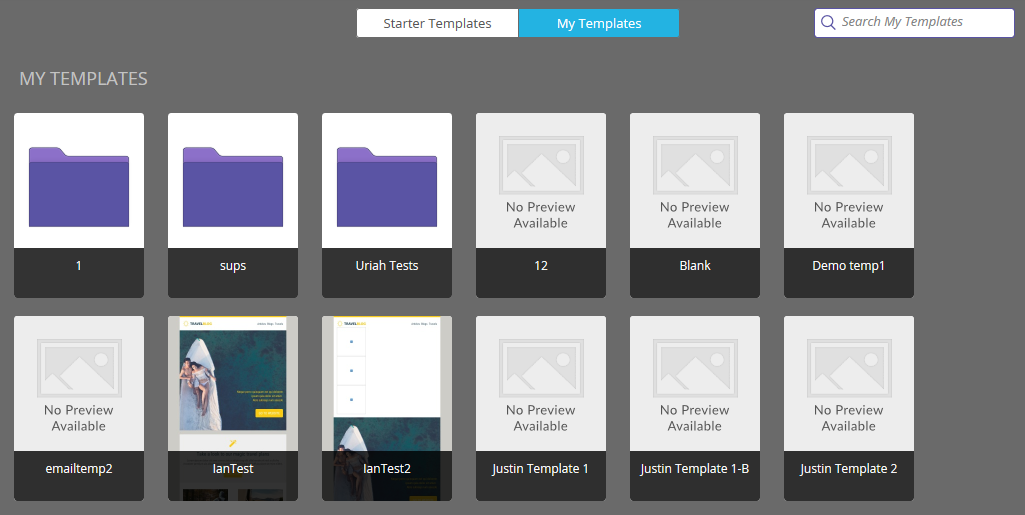 Starter Templates
My Templates
Search My Templates
MY TEMPLATES
1
sups
Uriah Tests
No Preview
Available
12
No Preview
Available
Blank
No Preview
Available
Demo temp1
No Preview
Available
emailtemp2
TRAVELBLOG
IanTest
TRAVELBLOG
IanTest2
No Preview
Available
Justin Template 1
No Preview
Available
Justin Template 1-B
No Preview
Available
Justin Template 2